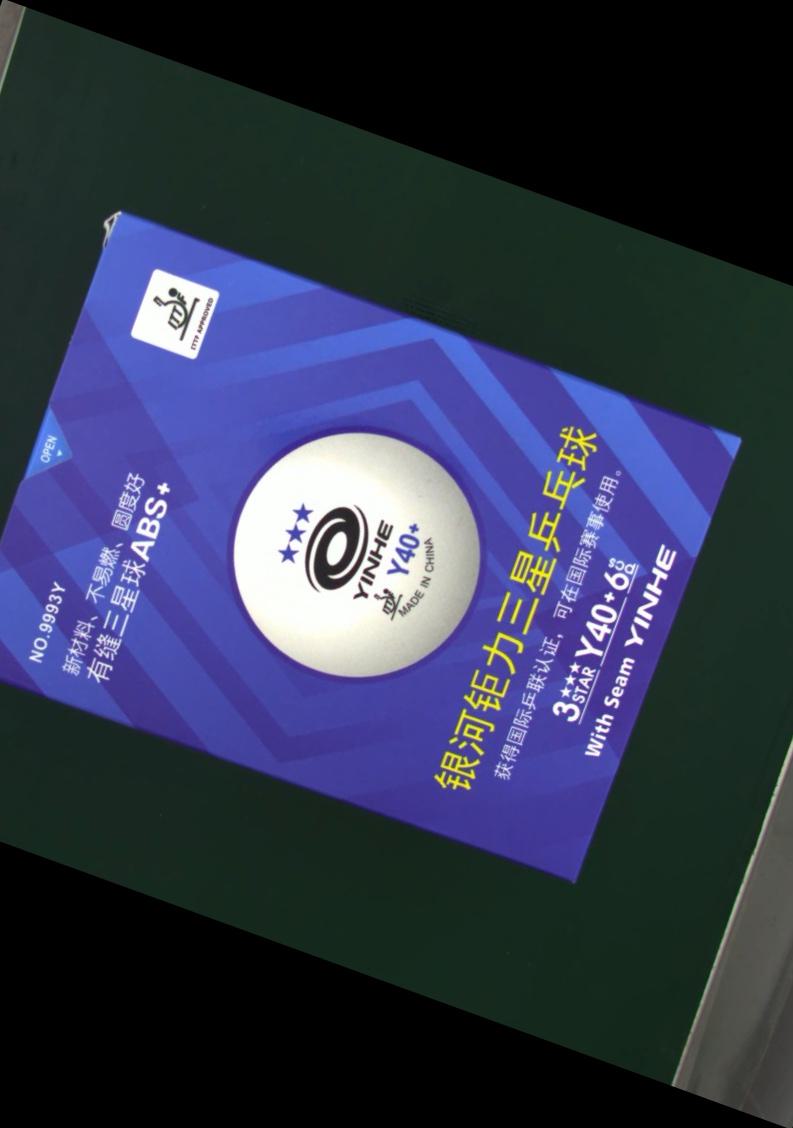 ITTF APPROVED
OPEN
NO.9993Y
新材料、不易燃、圆度好
有缝三星球ABS+
YINHE
Y40+
MADE IN CHINA
银河钜力三星乒乓球
获得国际乒联认证，可在国际赛事使用。
3 STAR Y40+ 6只
With Seam YINHE